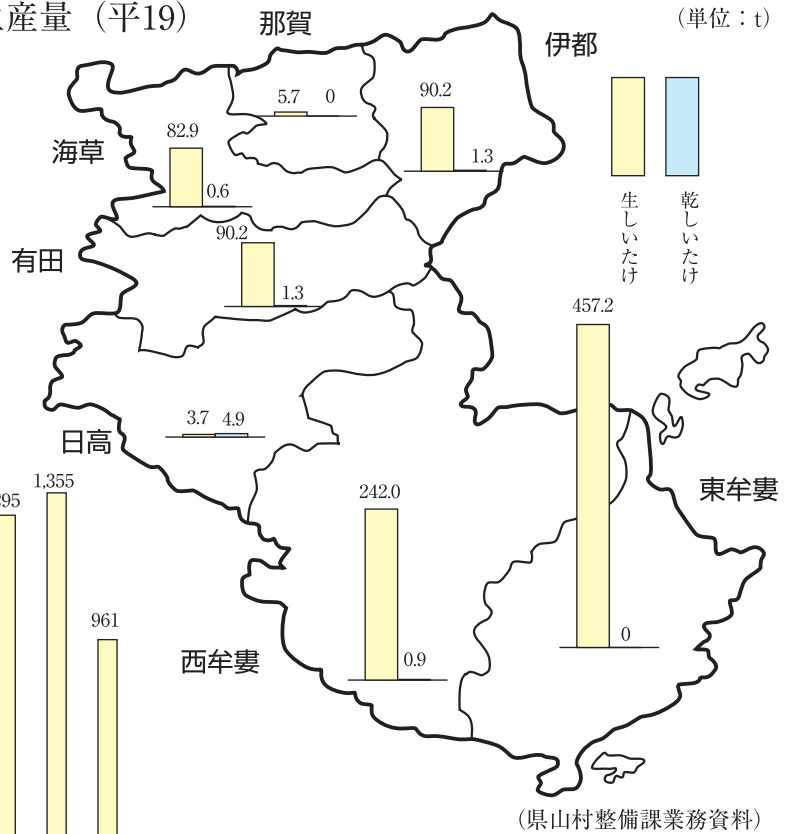 産量（平19）
（単位：t）
那賀
伊都
5.7
0
90.2
1.3
海草
82.9
0.6
生しいたけ
乾しいたけ
有田
90.2
1.3
457.2
0
日高
3.7
4.9
東牟婁
295
1,355
961
242.0
0.9
西牟婁
（県山村整備課業務資料）